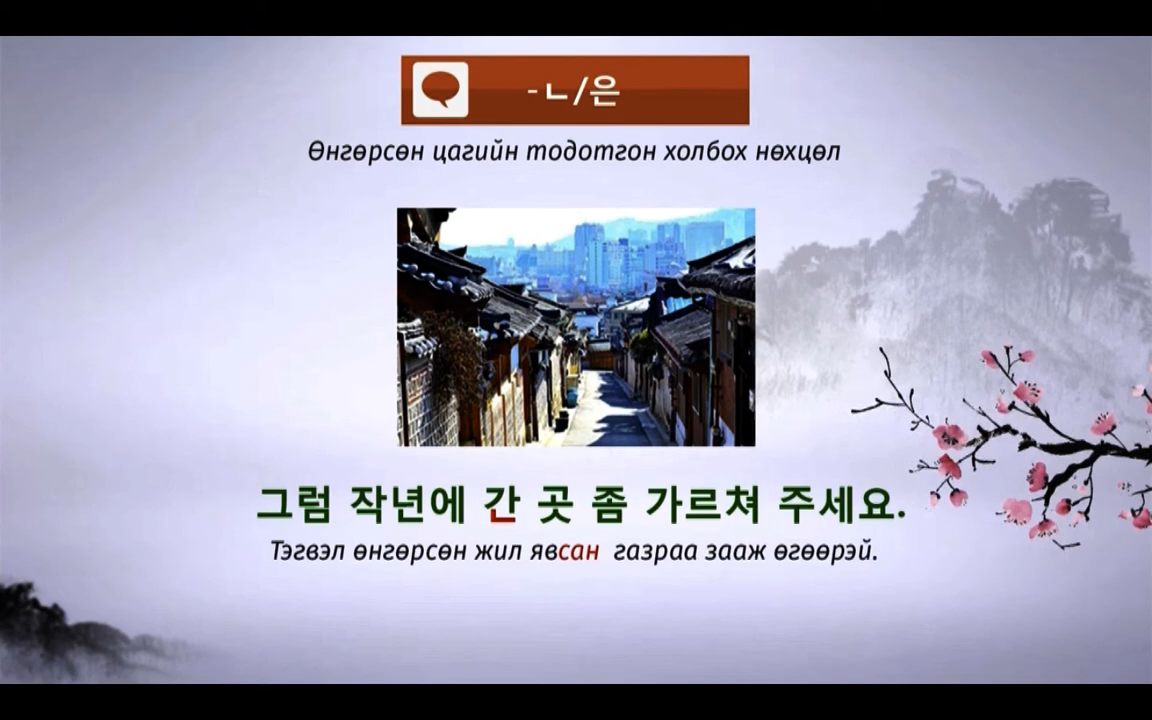 -ㄴ/은
Өнгөрсөн цагийн тодотгон холбох нөхцөл
그럼 작년에 간 곳 좀 가르쳐 주세요.
Тэгвэл өнгөрсөн жил явсан газраа зааж өгөөрэй.